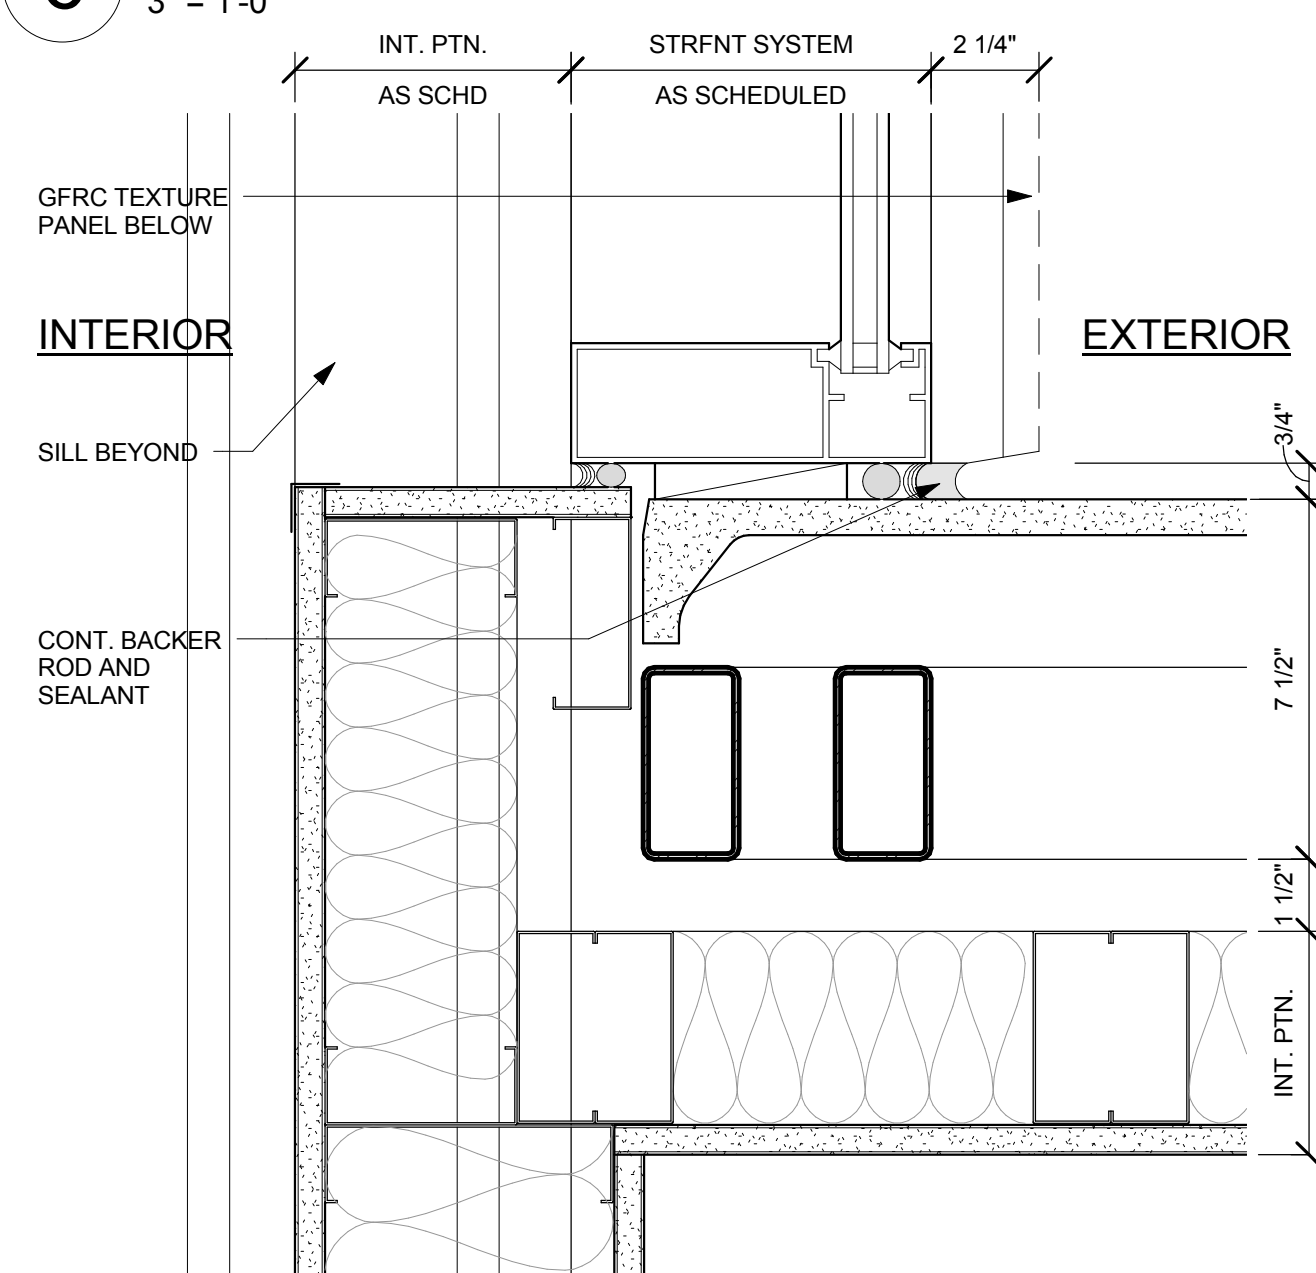 3" = 1'-0"
INT. PTN.
AS SCHD
STRFNT SYSTEM
AS SCHEDULED
2 1/4"
GFRC TEXTURE
PANEL BELOW
INTERIOR
EXTERIOR
SILL BEYOND
3/4"
CONT. BACKER
ROD AND
SEALANT
7 1/2"
1 1/2"
INT. PTN.